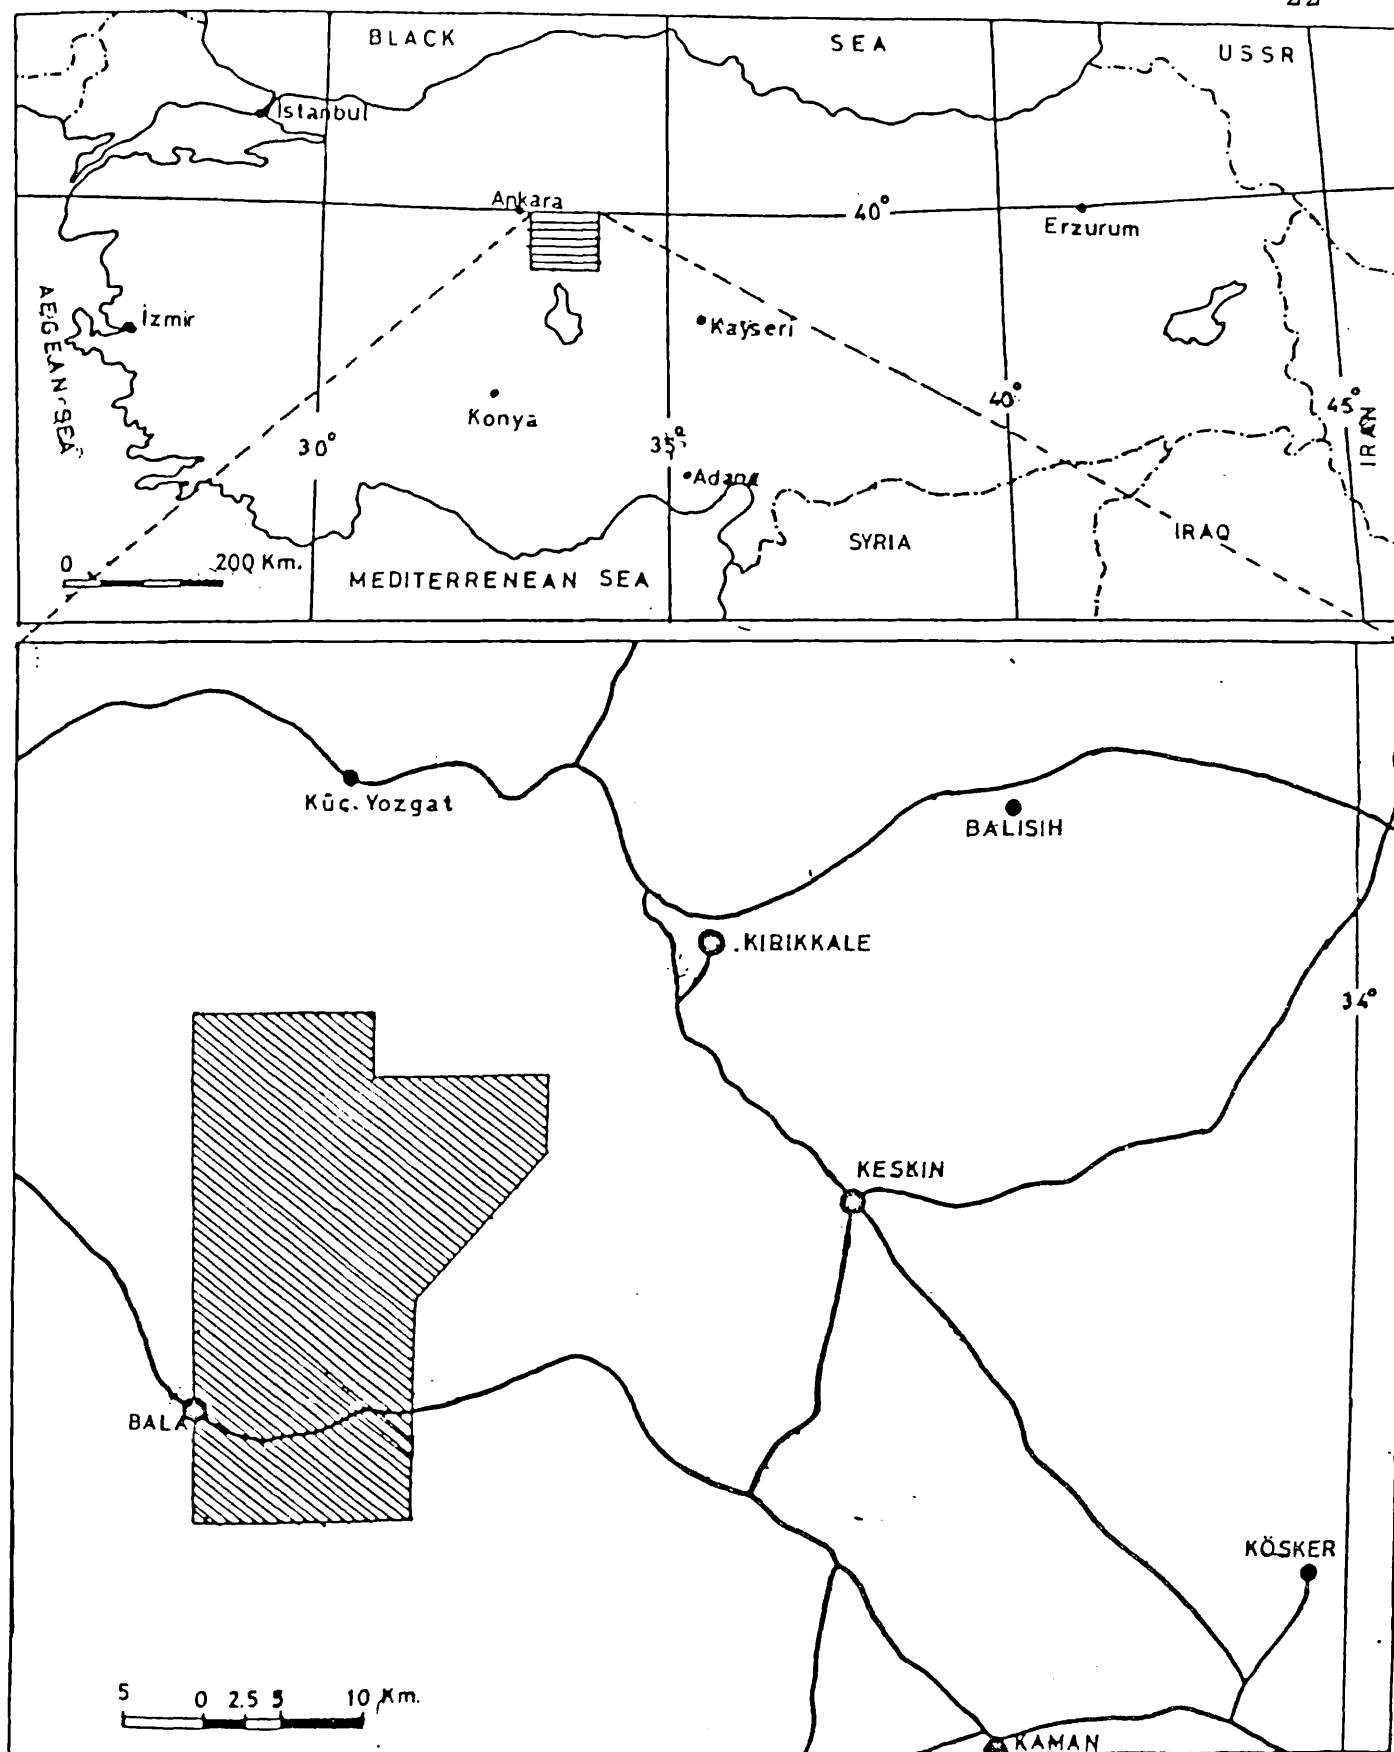 22
BLACK SEA
USSR
İstanbul
Ankara
40°
Erzurum
AEGEAN-SEA
İzmir
Kayseri
Konya
30°
35°
40°
45°
IRAN
Adana
SYRIA
IRAQ
0 200 Km.
MEDITERRENEAN SEA
Küç. Yozgat
BALISIH
KIRIKKALE
34°
KESKIN
BALA
KÖSKER
5 0 2.5 5 10 Km.
KAMAN